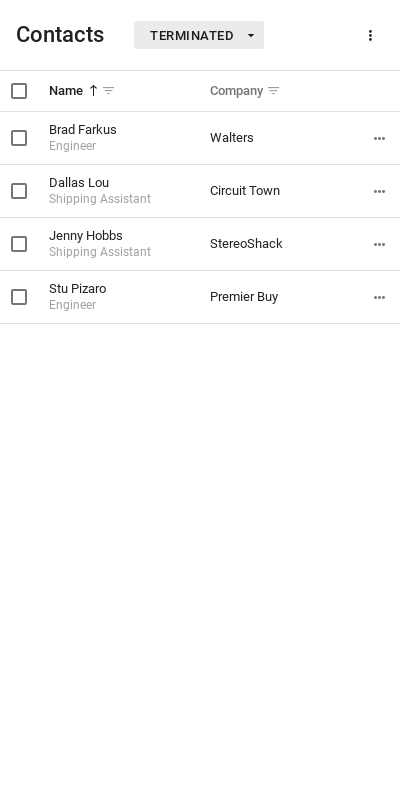 Contacts TERMINATED
Name Company
Brad Farkus
Engineer
Walters
Dallas Lou
Shipping Assistant
Circuit Town
Jenny Hobbs
Shipping Assistant
StereoShack
Stu Pizaro
Engineer
Premier Buy